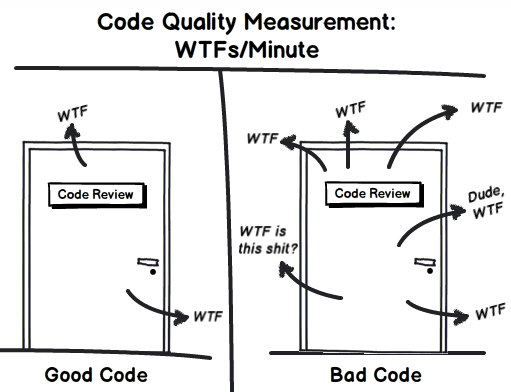 Code Quality Measurement:
WTFs/Minute
WTF
Code Review
WTF
Good Code
WTF
WTF
WTF
Code Review
Dude,
WTF
WTF is
this shit?
WTF
Bad Code